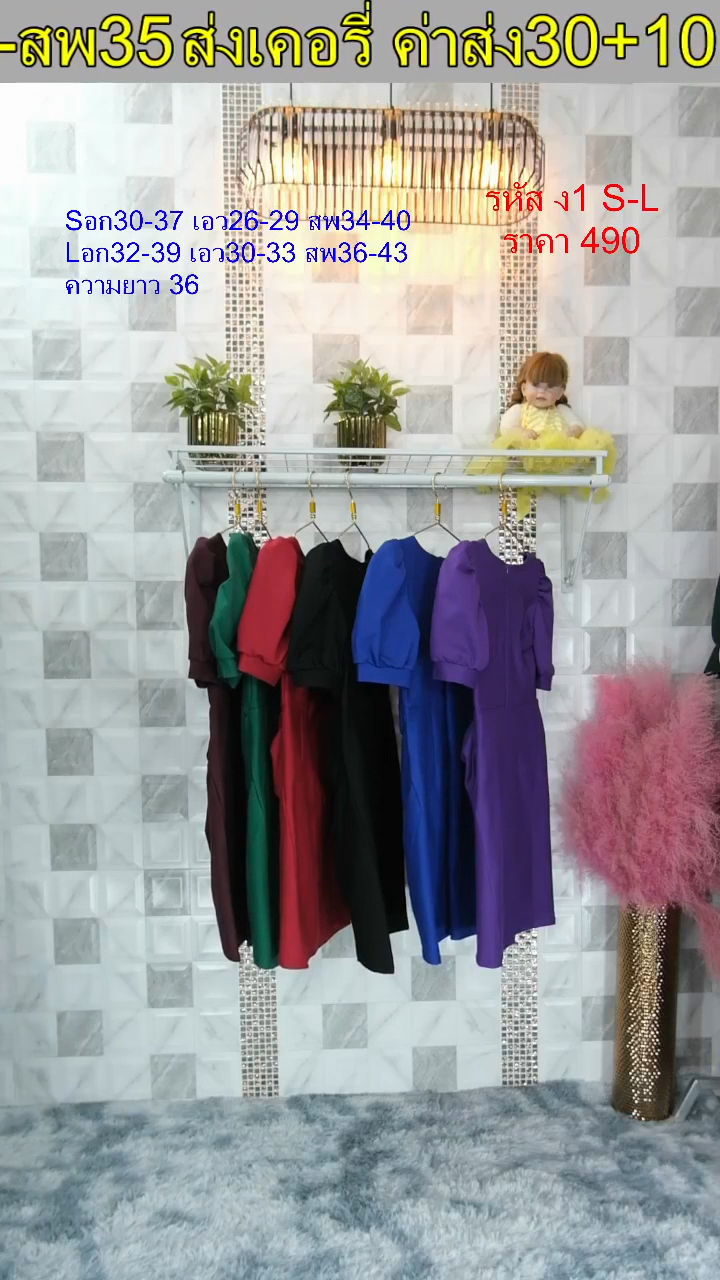 -สพ35ส่งเคอรี่ ค่าส่ง30+10
รหัส ง1 S-L
ราคา 490
Sอก30-37 เอว26-29 สพ34-40
Lอก32-39 เอว30-33 สพ36-43
ความยาว 36